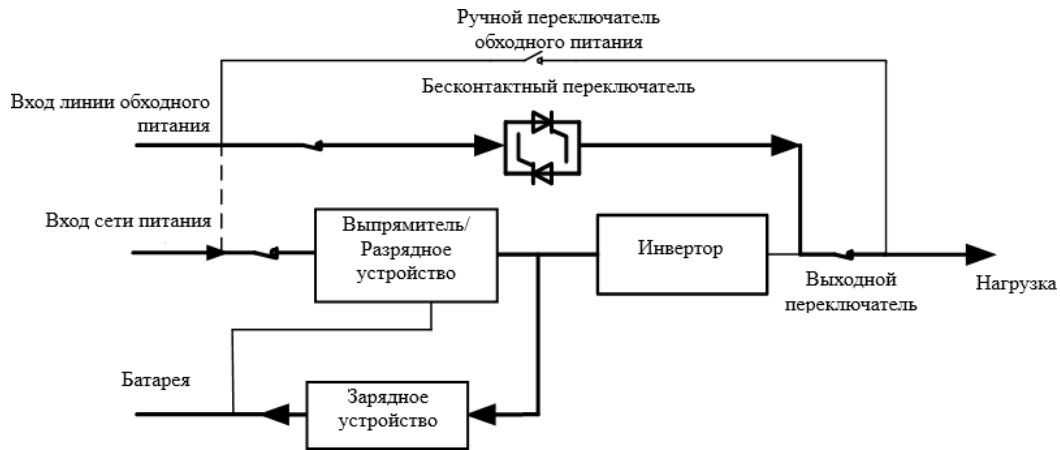 Ручной переключатель
обходного питания
Бесконтактный переключатель
Вход линии обходного
питания
Вход сети питания
Выпрямитель/
Разрядное
устройство
Инвертор
Выходной
переключатель
Нагрузка
Батарея
Зарядное
устройство